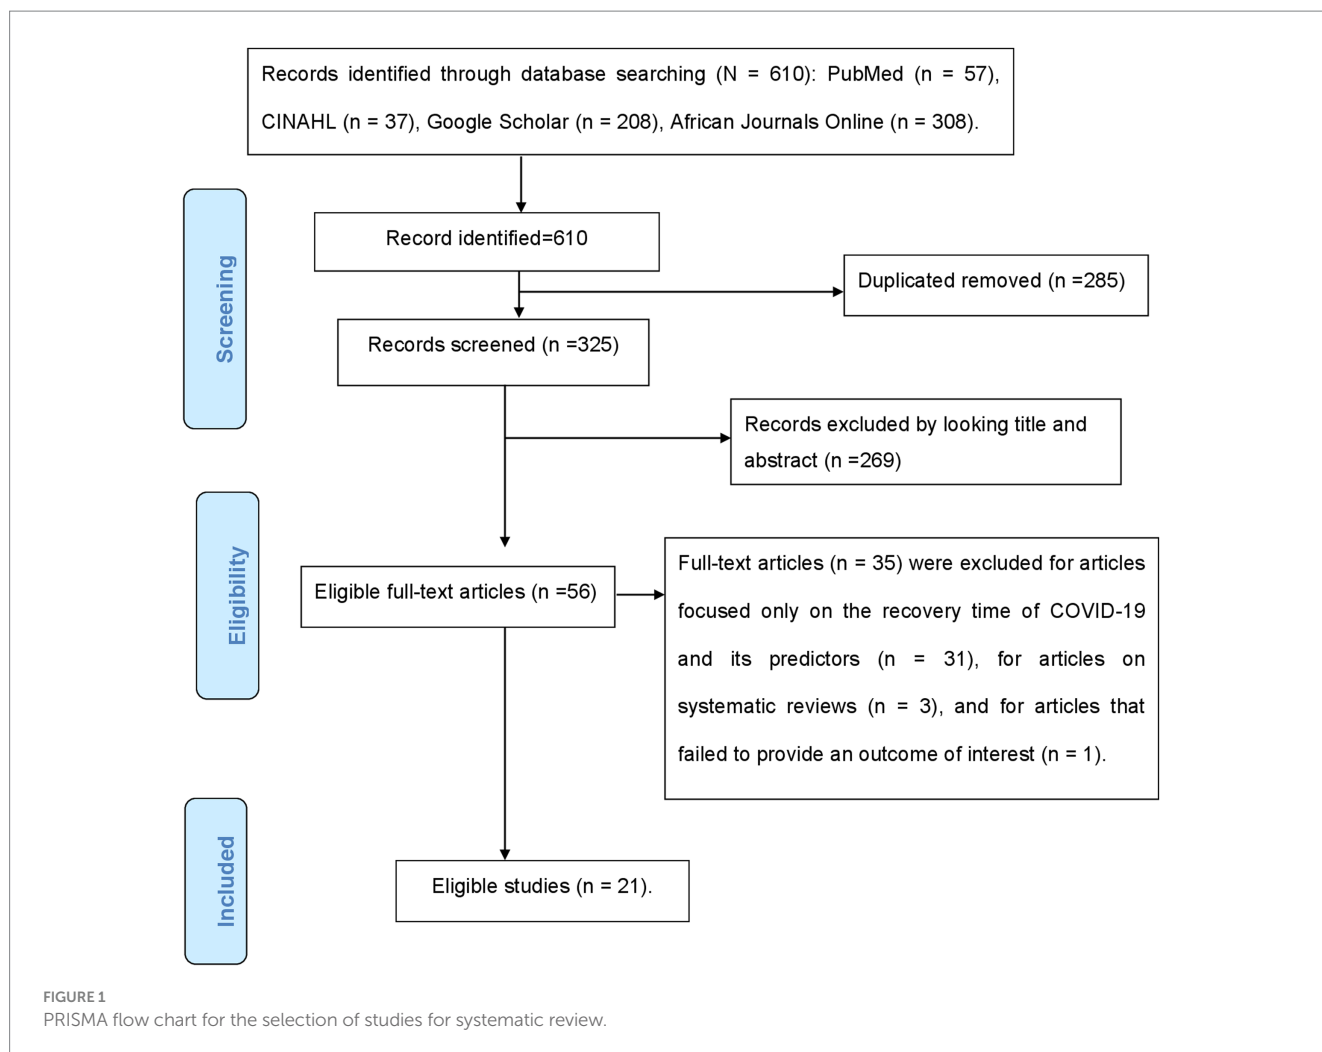 Records identified through database searching (N = 610): PubMed (n = 57),
CINAHL (n = 37), Google Scholar (n = 208), African Journals Online (n = 308).
Record identified=610
Duplicated removed (n =285)
Screening
Records screened (n =325)
Records excluded by looking title and
abstract (n =269)
Eligibility
Eligible full-text articles (n =56)
Full-text articles (n = 35) were excluded for articles
focused only on the recovery time of COVID-19
and its predictors (n = 31), for articles on
systematic reviews (n = 3), and for articles that
failed to provide an outcome of interest (n = 1).
Included
Eligible studies (n = 21).
FIGURE 1
PRISMA flow chart for the selection of studies for systematic review.